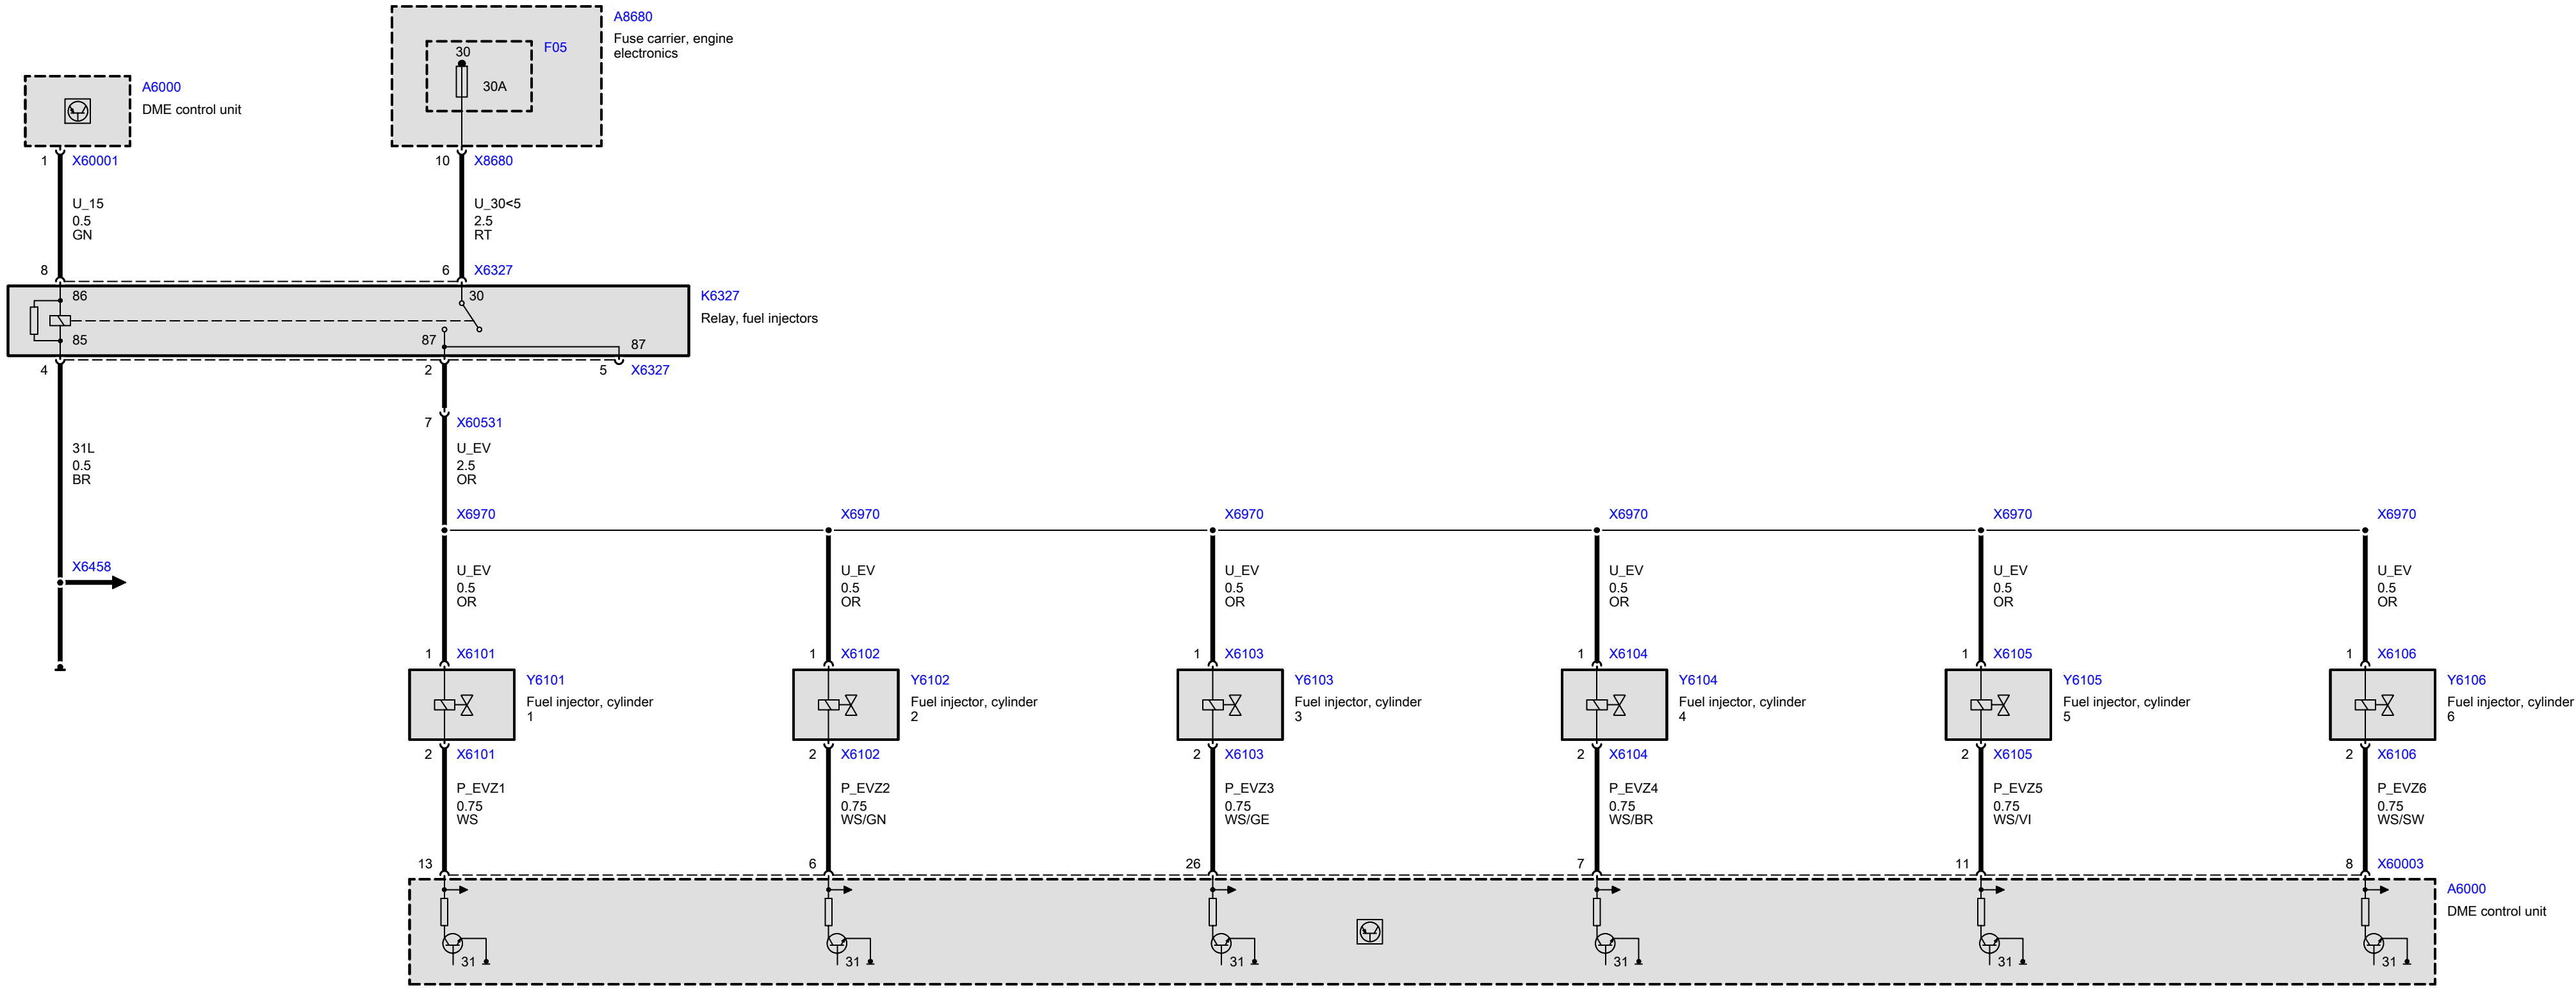 A8680
Fuse carrier, engine
electronics
F05
30
30A
A6000
DME control unit
1
X60001
10
X8680
U_15
0.5
GN
U_30<5
2.5
RT
8
6
X6327
86
30
K6327
Relay, fuel injectors
85
87
87
4
2
5
X6327
7
X60531
31L
0.5
BR
U_EV
2.5
OR
X6458
X6970
X6970
X6970
X6970
X6970
X6970
U_EV
0.5
OR
U_EV
0.5
OR
U_EV
0.5
OR
U_EV
0.5
OR
U_EV
0.5
OR
U_EV
0.5
OR
1
X6101
1
X6102
1
X6103
1
X6104
1
X6105
1
X6106
Y6101
Fuel injector, cylinder
1
Y6102
Fuel injector, cylinder
2
Y6103
Fuel injector, cylinder
3
Y6104
Fuel injector, cylinder
4
Y6105
Fuel injector, cylinder
5
Y6106
Fuel injector, cylinder
6
2
X6101
2
X6102
2
X6103
2
X6104
2
X6105
2
X6106
P_EVZ1
0.75
WS
P_EVZ2
0.75
WS/GN
P_EVZ3
0.75
WS/GE
P_EVZ4
0.75
WS/BR
P_EVZ5
0.75
WS/VI
P_EVZ6
0.75
WS/SW
13
6
26
7
11
8
X60003
A6000
DME control unit
31
31
31
31
31
31